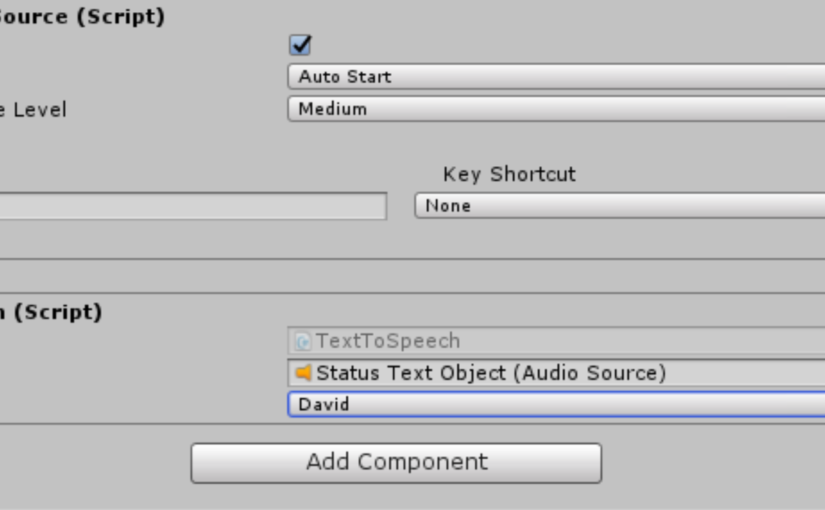 ource (Script)
Auto Start
e Level
Medium
Key Shortcut
None
(Script)
TextToSpeech
Status Text Object (Audio Source)
David
Add Component